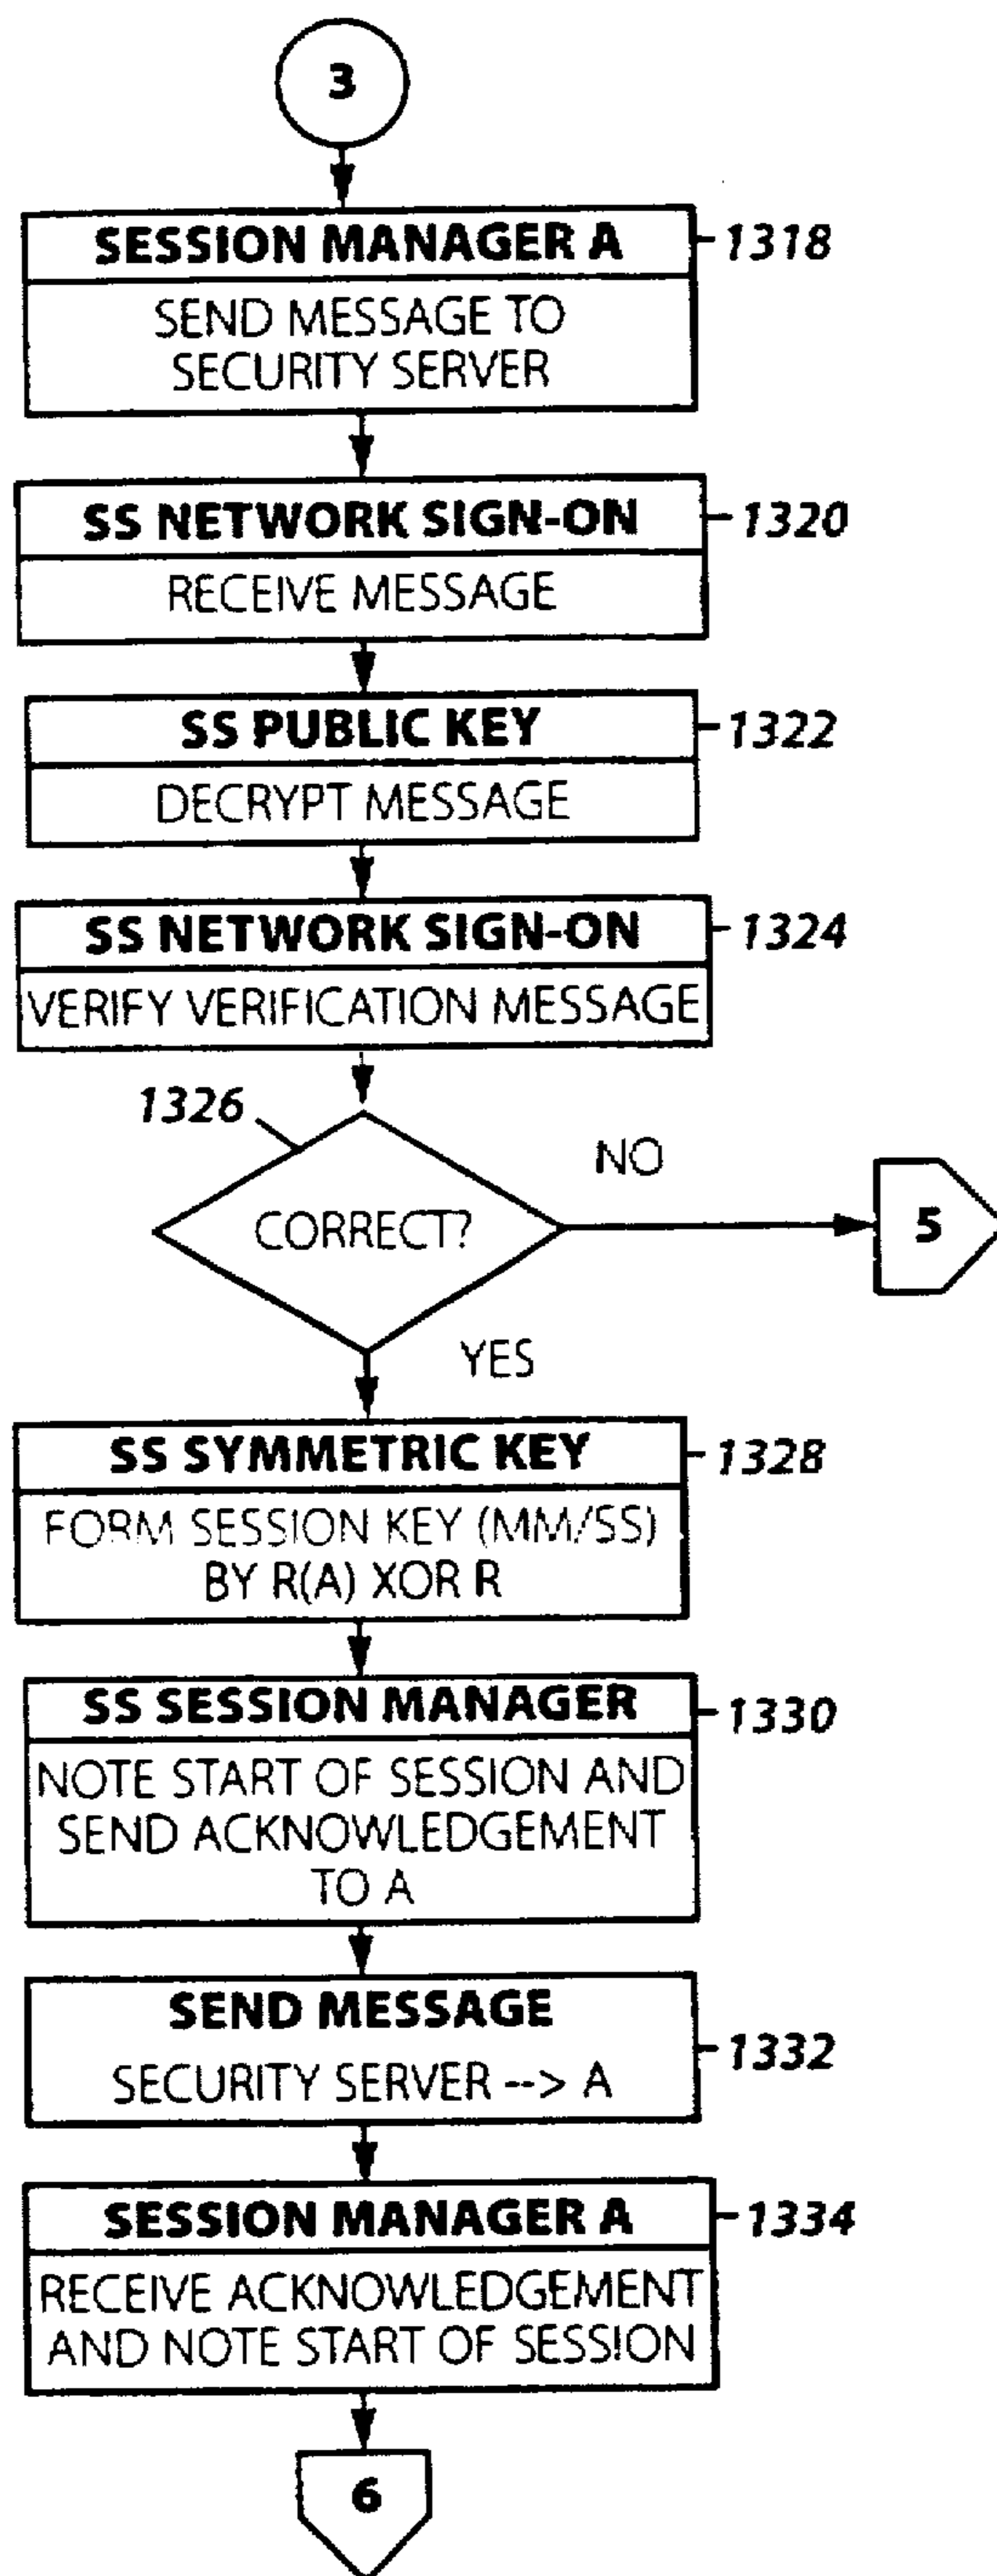 3
SESSION MANAGER A
1318
SEND MESSAGE TO
SECURITY SERVER
SS NETWORK SIGN-ON
1320
RECEIVE MESSAGE
SS PUBLIC KEY
1322
DECRYPT MESSAGE
SS NETWORK SIGN-ON
1324
VERIFY VERIFICATION MESSAGE
1326
CORRECT?
NO
5
YES
SS SYMMETRIC KEY
1328
FORM SESSION KEY (MM/SS)
BY R(A) XOR R
SS SESSION MANAGER
1330
NOTE START OF SESSION AND
SEND ACKNOWLEDGEMENT
TO A
SEND MESSAGE
1332
SECURITY SERVER --> A
SESSION MANAGER A
1334
RECEIVE ACKNOWLEDGEMENT
AND NOTE START OF SESSION
6